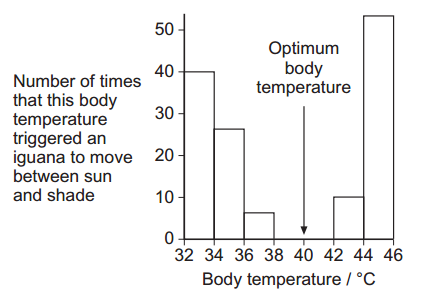 50
40
30
20
10
0
Number of times
that this body
temperature
triggered an
iguana to move
between sun
and shade
Optimum
body
temperature
32 34 36 38 40 42 44 46
Body temperature / °C